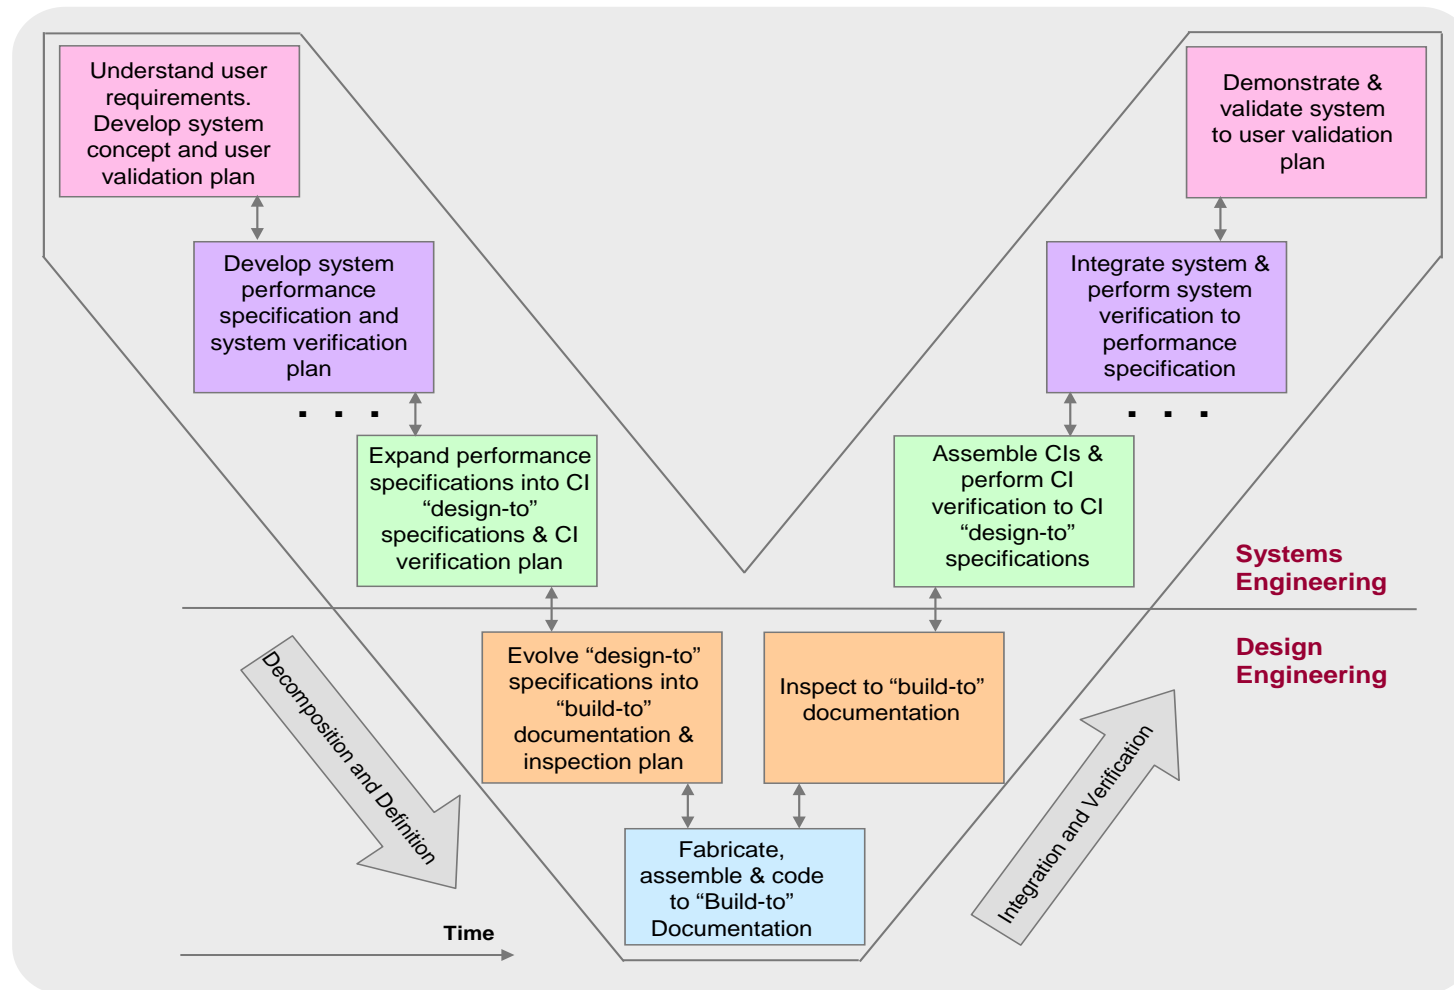 Understand user
requirements.
Develop system
concept and user
validation plan
Demonstrate &
validate system
to user validation
plan
Develop system
performance
specification and
system verification
plan
Integrate system &
perform system
verification to
performance
specification
. . .
. . .
Expand performance
specifications into CI
“design-to”
specifications & CI
verification plan
Assemble CIs &
perform CI
verification to CI
“design-to”
specifications
Systems
Engineering
Design
Engineering
Evolve “design-to”
specifications into
“build-to”
documentation &
inspection plan
Inspect to “build-to”
documentation
Decomposition and Definition
Integration and Verification
Fabricate,
assemble & code
to “Build-to”
Documentation
Time